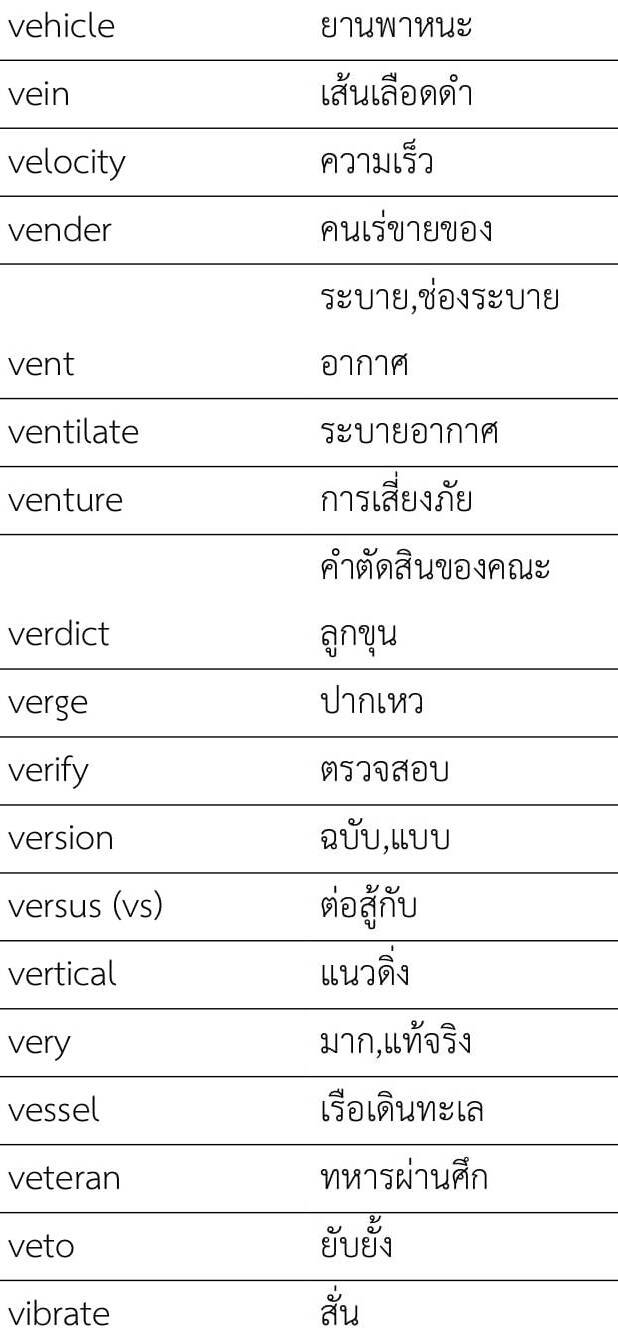 vehicle ยานพาหนะ
vein เส้นเลือดดำ
velocity ความเร็ว
vender คนเร่ขายของ
ระบาย,ช่องระบาย
vent อากาศ
ventilate ระบายอากาศ
venture การเสี่ยงภัย
คำตัดสินของคณะ
verdict ลูกขุน
verge ปากเหว
verify ตรวจสอบ
version ฉบับ,แบบ
versus (vs) ต่อสู้กับ
vertical แนวดิ่ง
very มาก,แท้จริง
vessel เรือเดินทะเล
veteran ทหารผ่านศึก
veto ยับยั้ง
vibrate สั่น